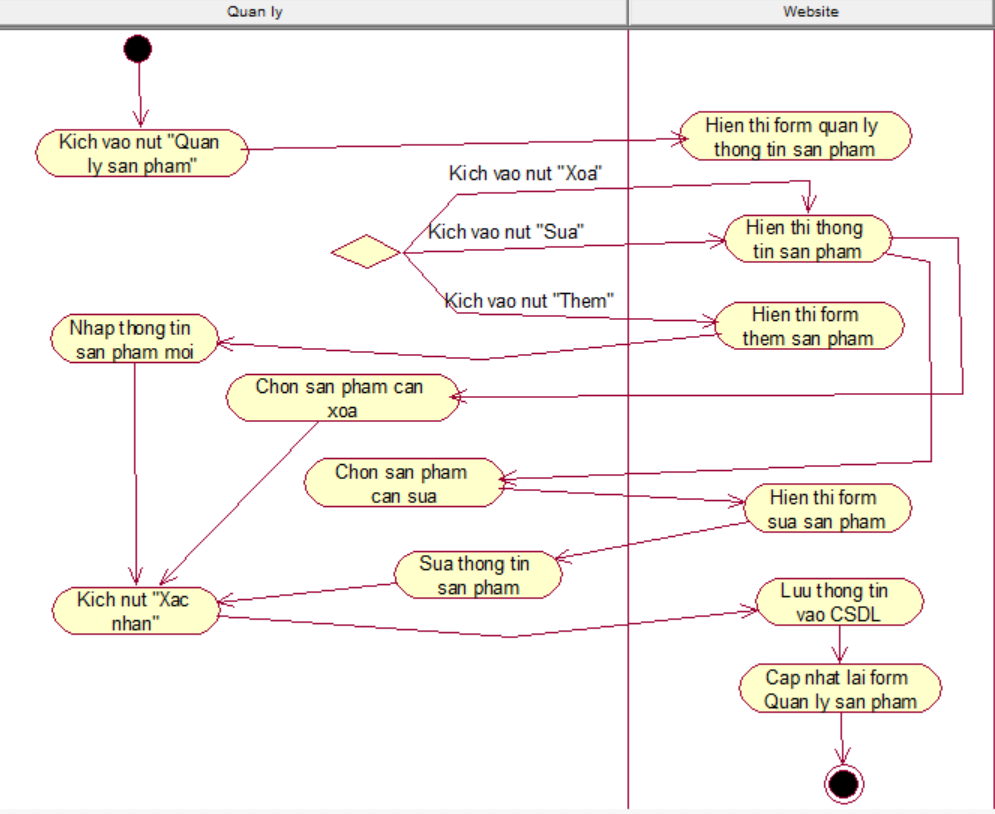 Quan ly
Website
Kich vao nut "Quan
ly san pham"
Hien thi form quan ly
thong tin san pham
Kich vao nut "Xoa"
Kich vao nut "Sua"
Hien thi thong
tin san pham
Kich vao nut "Them"
Hien thi form
them san pham
Nhap thong tin
san pham moi
Chon san pham can
xoa
Chon san pham
can sua
Hien thi form
sua san pham
Sua thong tin
san pham
Kich nut "Xac
nhan"
Luu thong tin
vao CSDL
Cap nhat lai form
Quan ly san pham